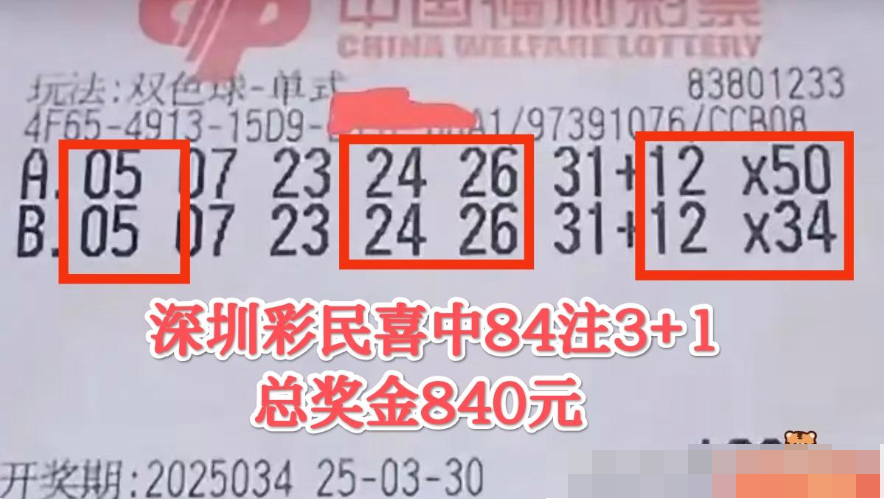 中国福利彩票
CHINA WELFARE LOTTERY
玩法:双色球-单式
83801233
4F65-4913-15D9- A1/97391076/CCB08
A. 05 07 23 24 26 31+12 x50
B. 05 07 23 24 26 31+12 x34
深圳彩民喜中84注3+1
总奖金840元
开奖期:2025034 25-03-30